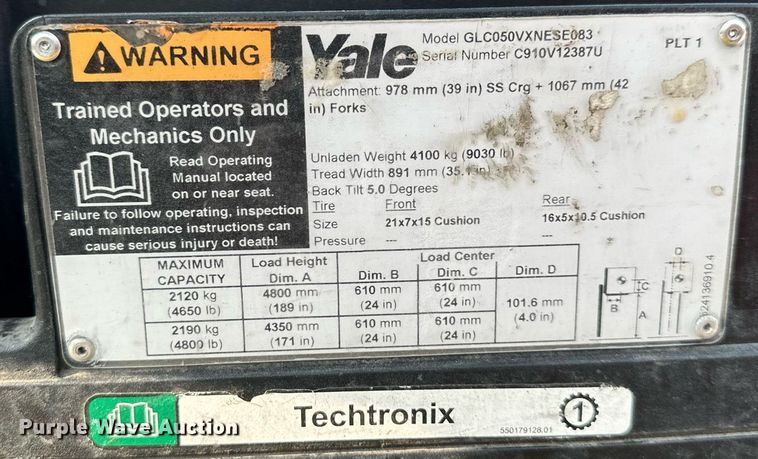 WARNING
Trained Operators and
Mechanics Only
Read Operating
Manual located
on or near seat.
Failure to follow operating, inspection
and maintenance instructions can
cause serious injury or death!
Yale
Model GLC050VXNESE083
Serial Number C910V12387U
PLT 1
Attachment: 978 mm (39 in) SS Crg + 1067 mm (42
in) Forks
Unladen Weight 4100 kg (9030 lb)
Tread Width 891 mm (35.1 in)
Back Tilt 5.0 Degrees
Tire Front Rear
Size 21x7x15 Cushion 16x5x10.5 Cushion
Pressure --- ---
MAXIMUM CAPACITY Load Height Dim. A Load Center Dim. B Dim. C Dim. D
2120 kg 4800 mm 610 mm 610 mm 101.6 mm
(4650 lb) (189 in) (24 in) (24 in) (4.0 in)
2190 kg 4350 mm 610 mm 610 mm
(4800 lb) (171 in) (24 in) (24 in)
B C A D
Techtronix
550179128.01
1
Purple Wave Auction